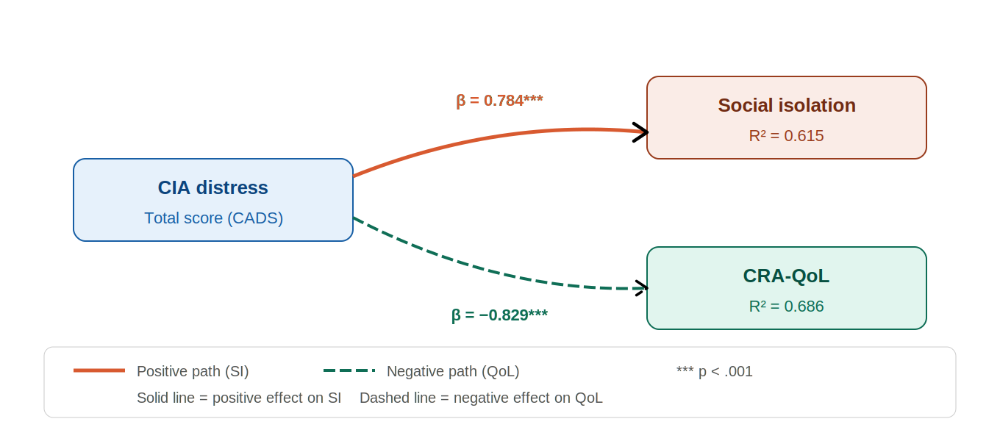 β = 0.784***
Social isolation
R² = 0.615
CIA distress
Total score (CADS)
CRA-QoL
R² = 0.686
β = −0.829***
Positive path (SI)
Negative path (QoL)
*** p < .001
Solid line = positive effect on SI
Dashed line = negative effect on QoL